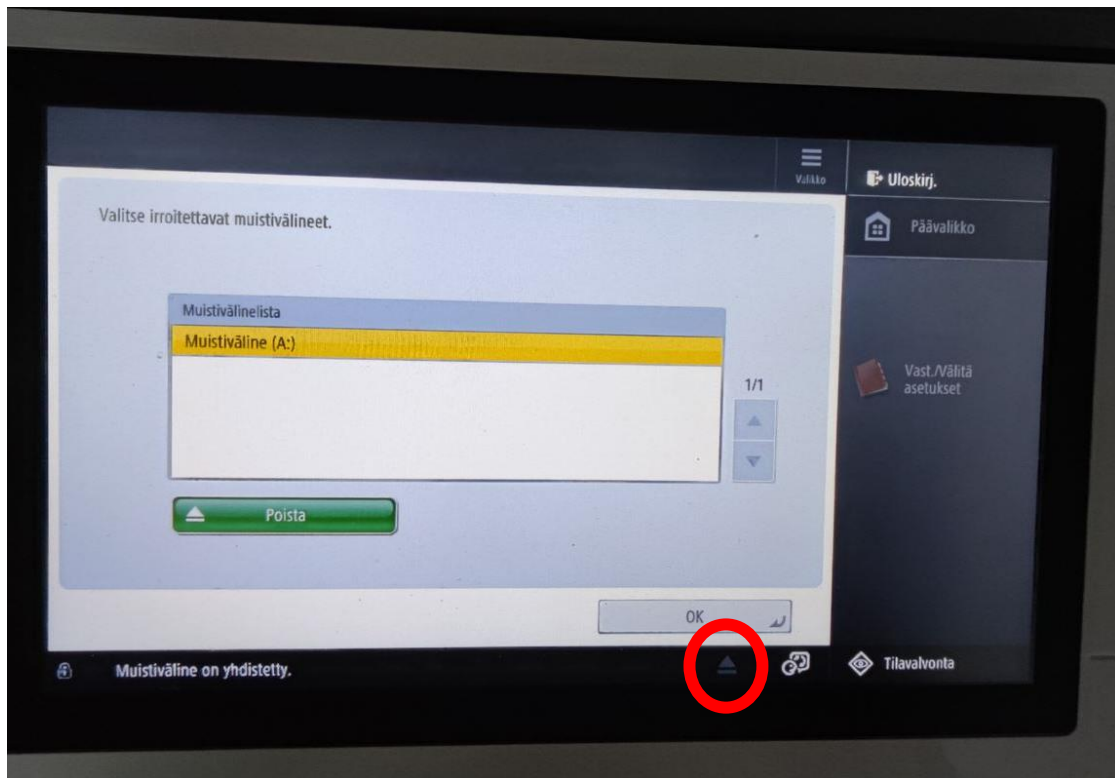 Valikko
Uloskirj.
Valitse irroitettavat muistivälineet.
Päävalikko
Muistivälinelista
Muistiväline (A:)
1/1
Vast./Välitä
asetukset
Poista
OK
Muistiväline on yhdistetty.
Tilavalvonta